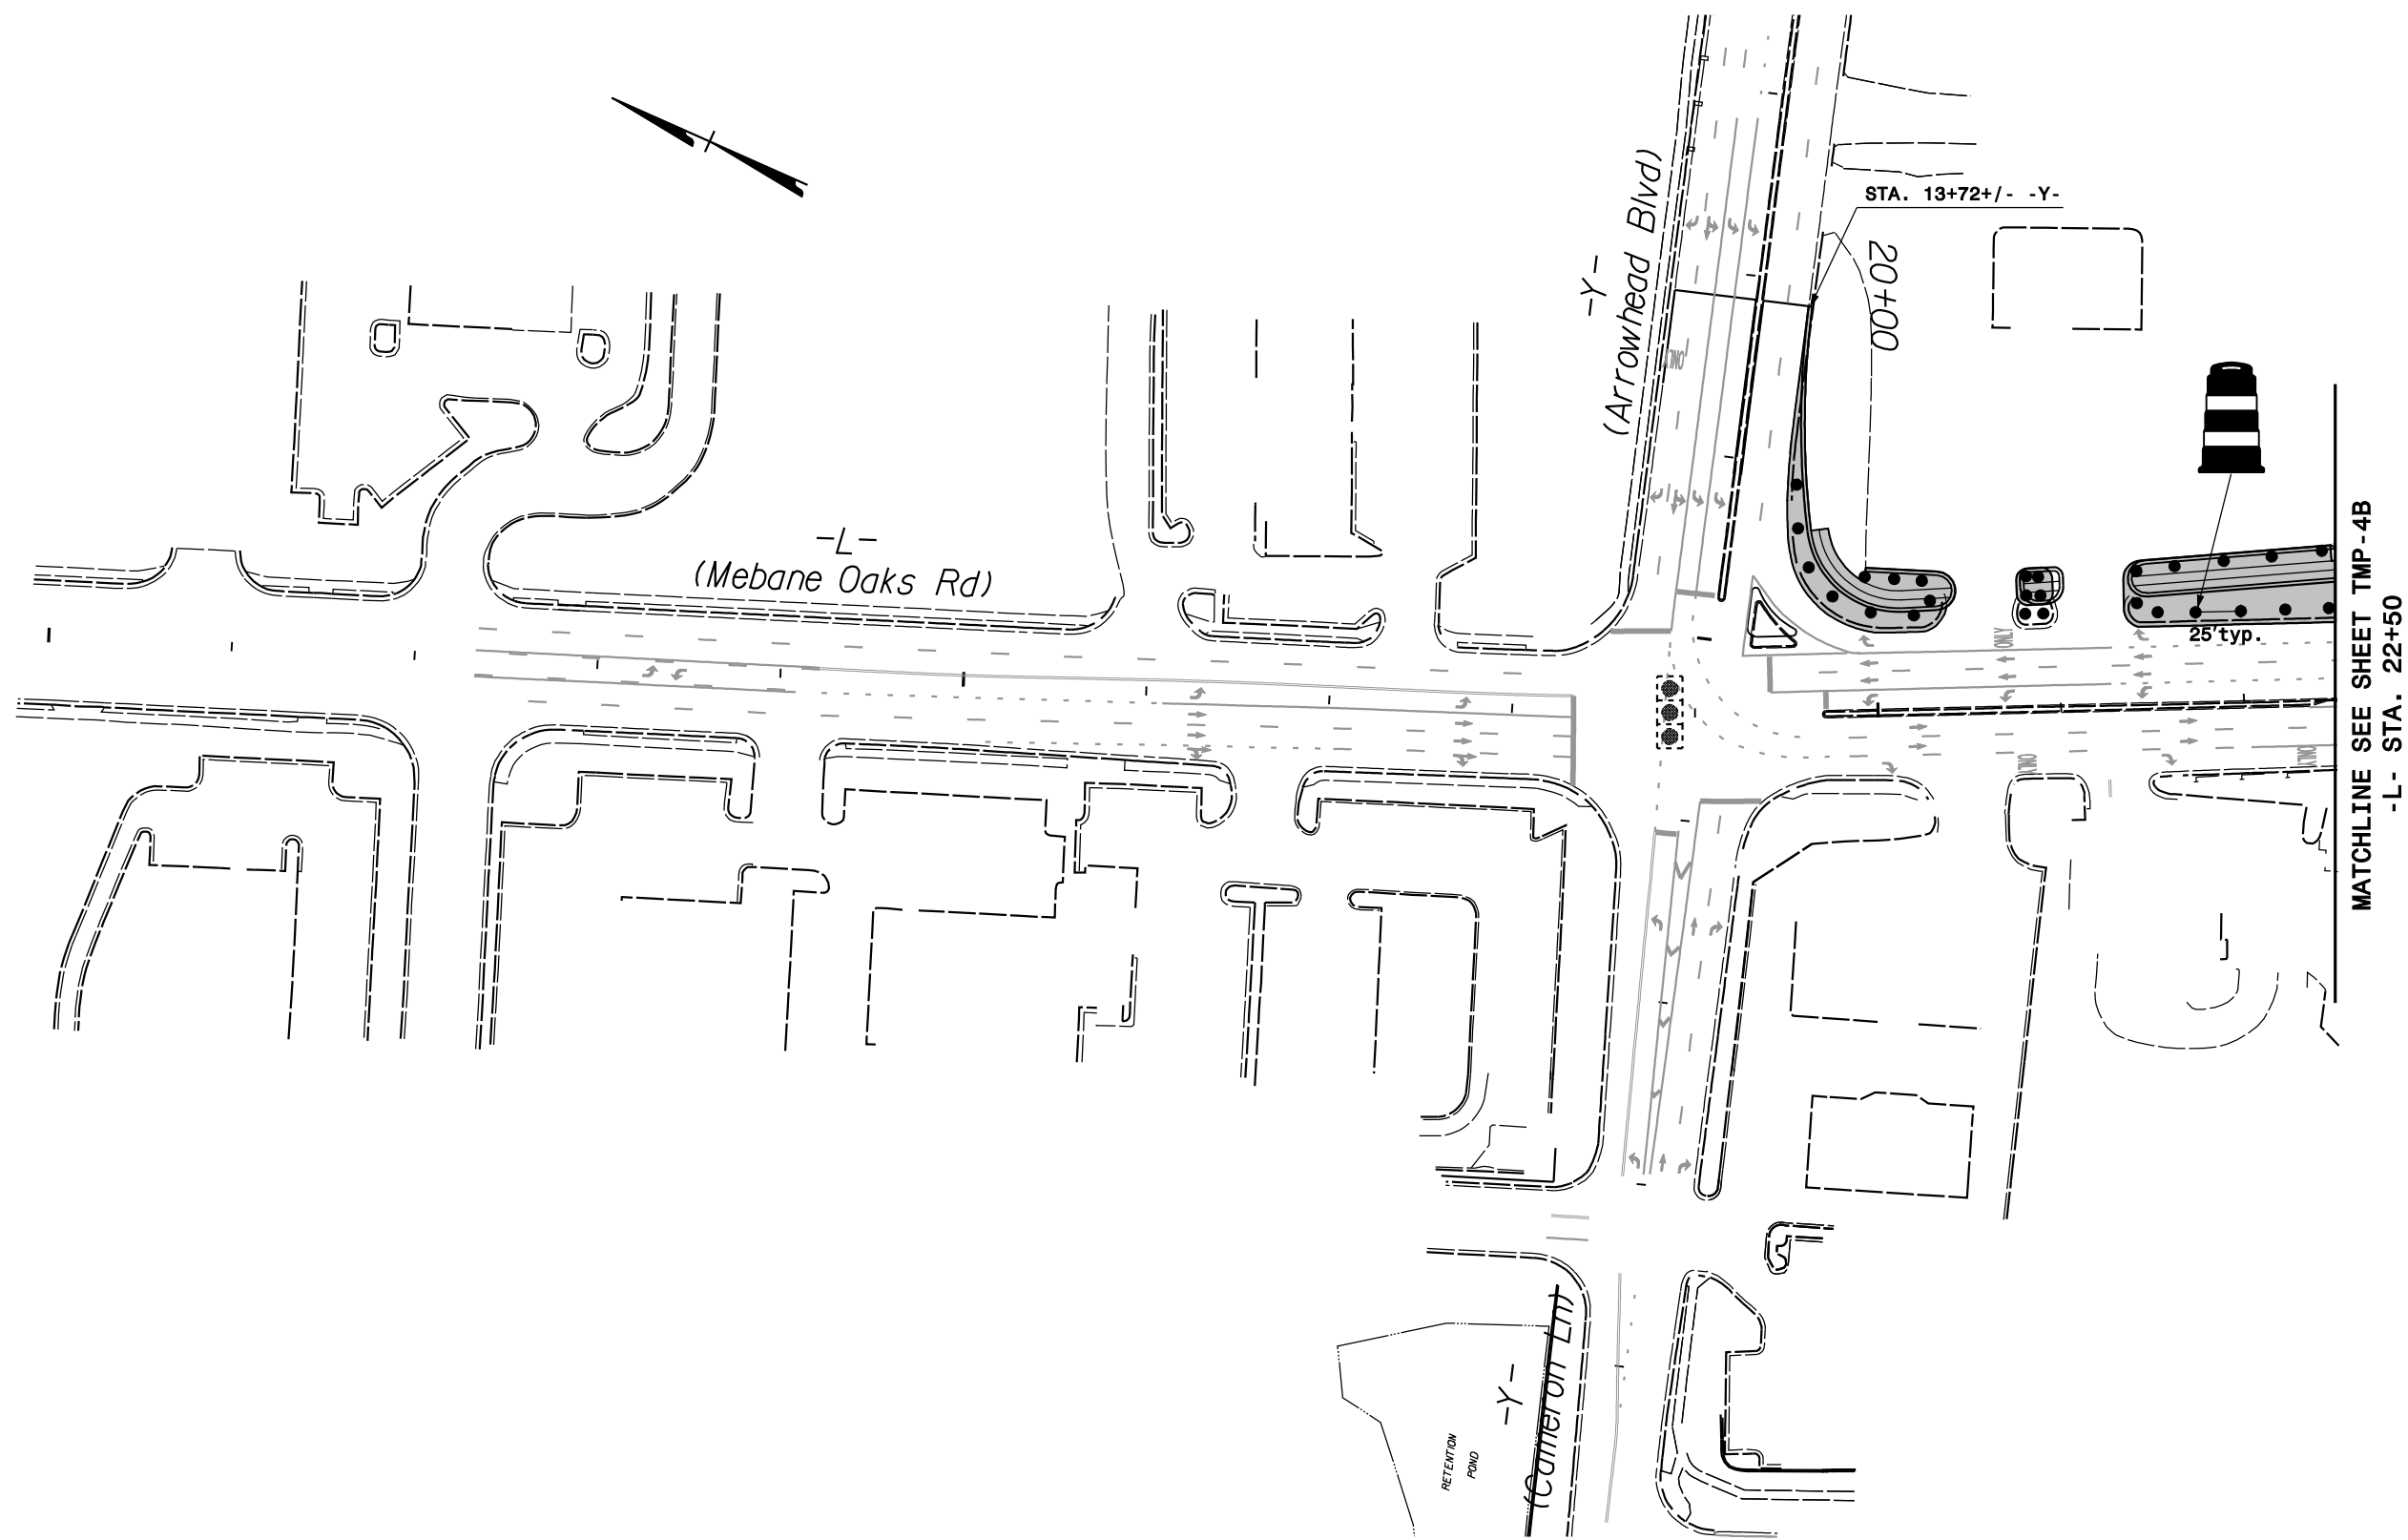 STA. 13+72+/- -Y-
-Y-
(Arrowhead Blvd)
20+00
-L-
(Mebane Oaks Rd)
ONLY
ONLY
25'typ.
ONLY
ONLY
MATCHLINE SEE SHEET TMP-4B
-L- STA. 22+50
-Y-
(Cameron Ln)
RETENTION
POND